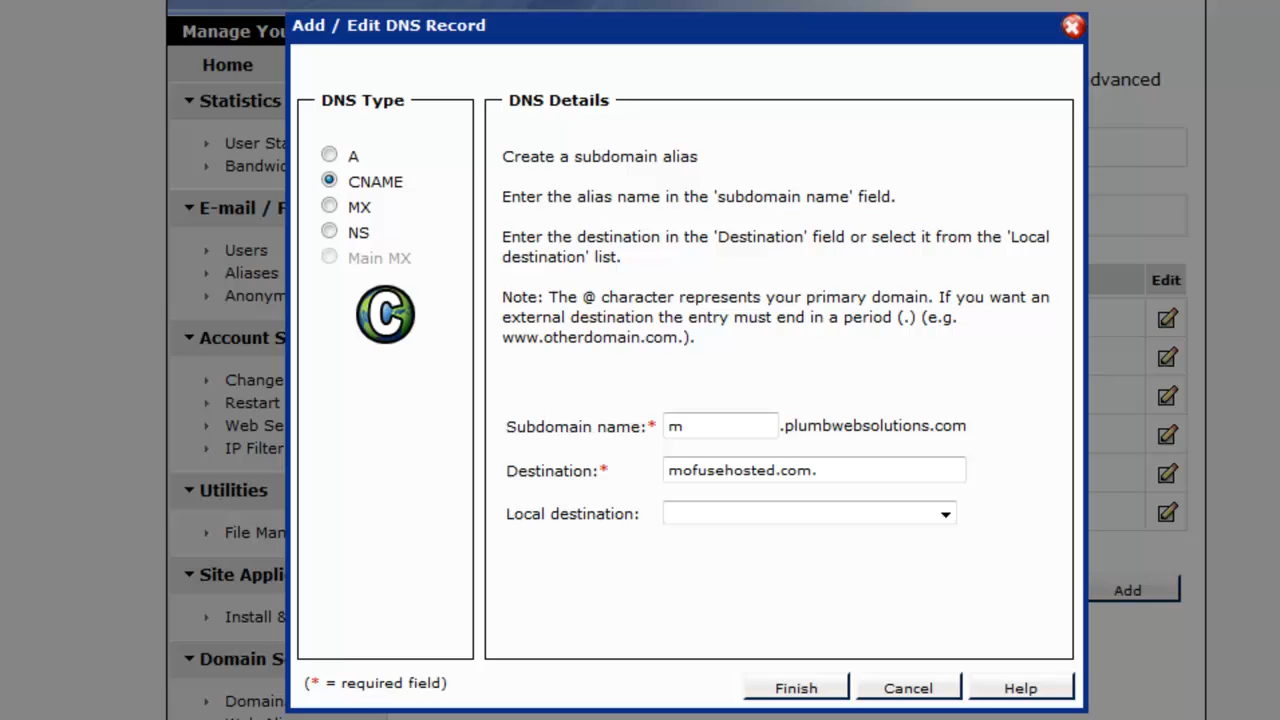 Add / Edit DNS Record
Manage You
Home
Statistics
User Sta
Bandwid
E-mail / F
Users
Aliases
Anonym
Account S
Change
Restart
Web Se
IP Filter
Utilities
File Man
Site Appli
Install &
Domain S
Domain
DNS Type
A
CNAME
MX
NS
Main MX
C
DNS Details
Create a subdomain alias
Enter the alias name in the 'subdomain name' field.
Enter the destination in the 'Destination' field or select it from the 'Local
destination' list.
Note: The @ character represents your primary domain. If you want an
external destination the entry must end in a period (.) (e.g.
www.otherdomain.com.).
Subdomain name:* m .plumbwebsolutions.com
Destination:* mofusehosted.com.
Local destination:
(* = required field)
Finish Cancel Help
dvanced
Edit
Add